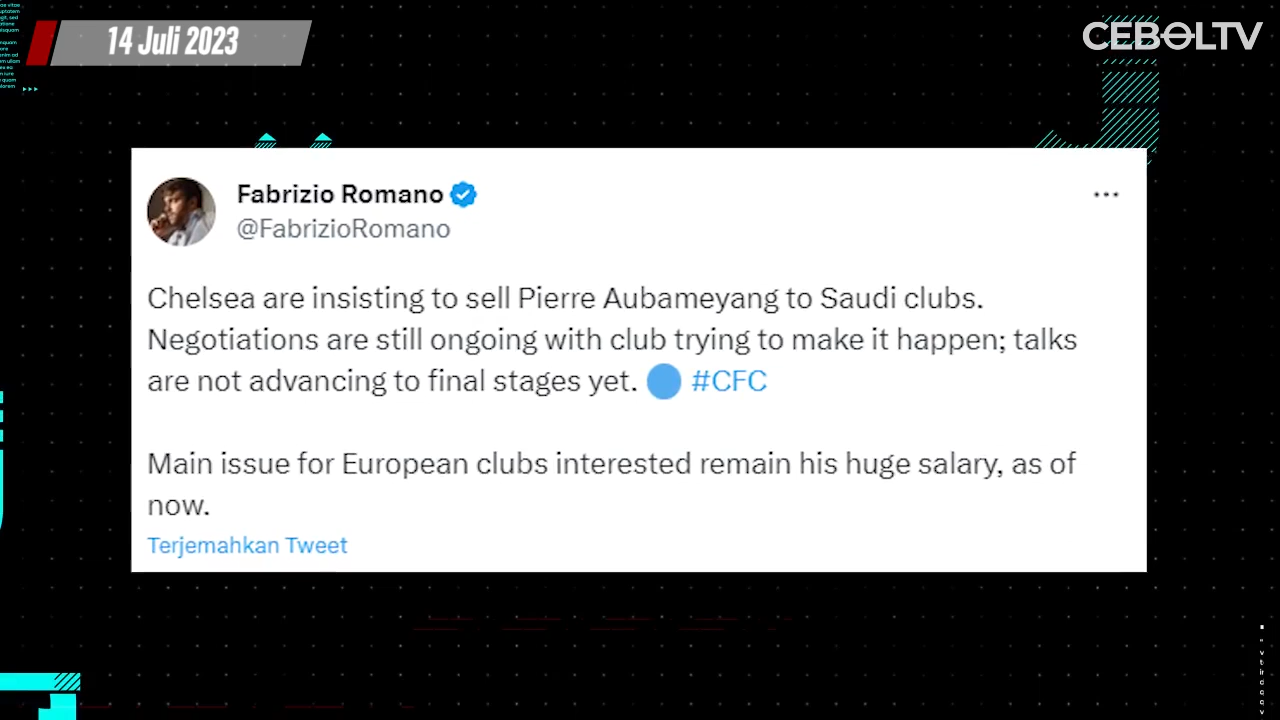 14 Juli 2023
CEBOLTV
Fabrizio Romano
@FabrizioRomano
Chelsea are insisting to sell Pierre Aubameyang to Saudi clubs.
Negotiations are still ongoing with club trying to make it happen; talks
are not advancing to final stages yet. 🔵 #CFC
Main issue for European clubs interested remain his huge salary, as of
now.
Terjemahkan Tweet